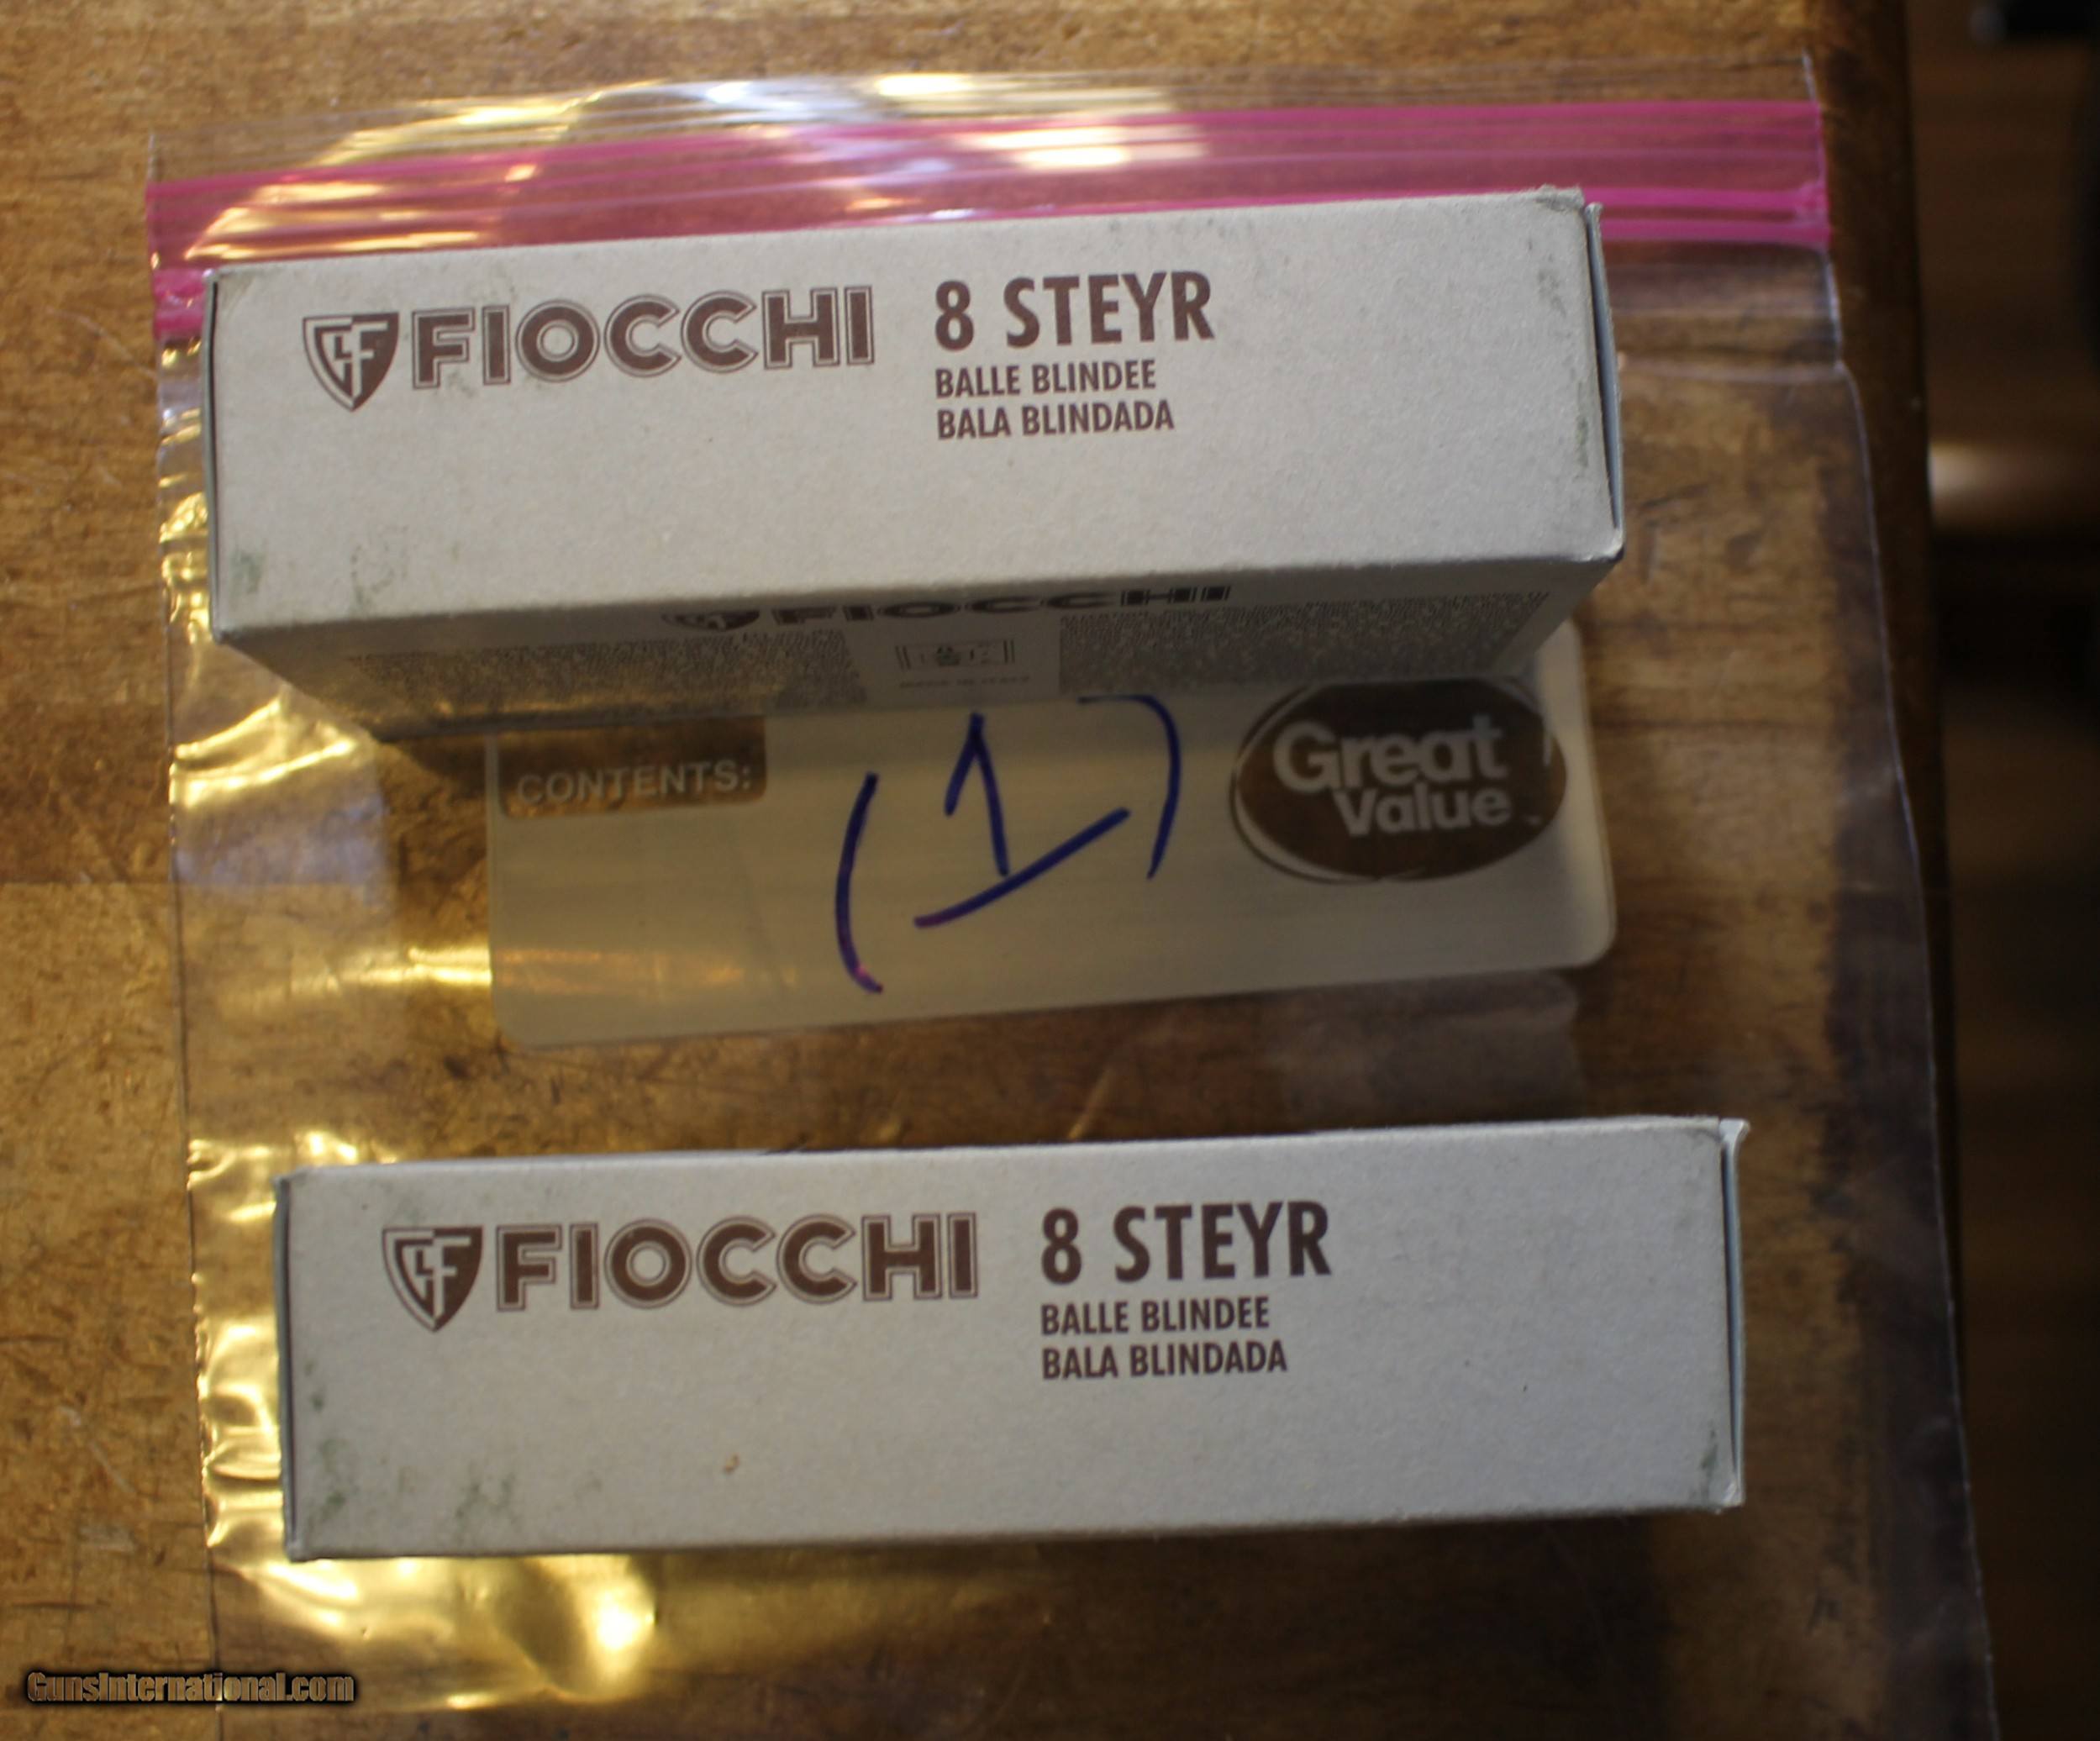 FIOCCHI 8 STEYR
BALLE BLINDEE
BALA BLINDADA
FIOCCHI
CONTENTS:
(1)
Great
Value
FIOCCHI 8 STEYR
BALLE BLINDEE
BALA BLINDADA
GunsInternational.com